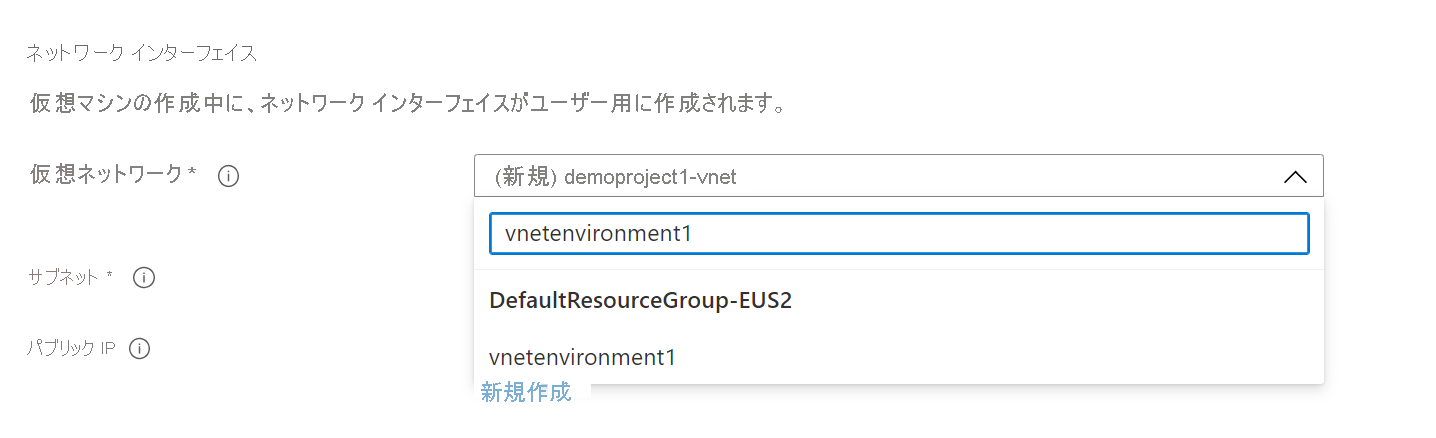 ネットワーク インターフェイス
仮想マシンの作成中に、ネットワーク インターフェイスがユーザー用に作成されます。
仮想ネットワーク *
(新規) demoproject1-vnet
vnetenvironment1
サブネット *
DefaultResourceGroup-EUS2
パブリック IP
vnetenvironment1
新規作成